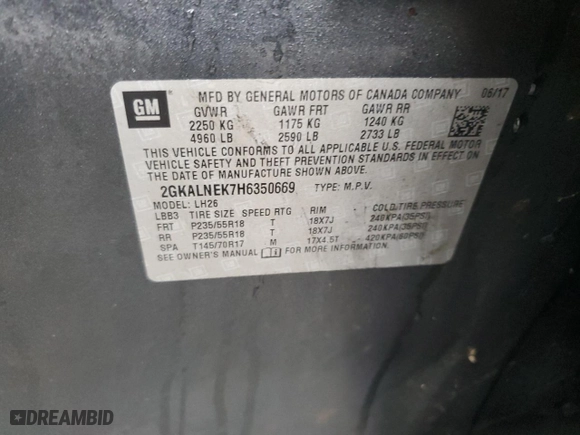 GM
MFD BY GENERAL MOTORS OF CANADA COMPANY 06/17
GVWR GAWR FRT GAWR RR
2250 KG 1175 KG 1240 KG
4960 LB 2590 LB 2733 LB
THIS VEHICLE CONFORMS TO ALL APPLICABLE U.S. FEDERAL MOTOR
VEHICLE SAFETY AND THEFT PREVENTION STANDARDS IN EFFECT ON
THE DATE OF MANUFACTURE SHOWN ABOVE.
2GKALNEK7H6350669 TYPE: M.P.V.
MODEL: LH26
LBB3 TIRE SIZE SPEED RTG RIM COLD TIRE PRESSURE
FRT P235/55R18 T 18X7J 240KPA(35PSI)
RR P235/55R18 T 18X7J 240KPA(35PSI)
SPA T145/70R17 M 17X4.5T 420KPA(60PSI)
SEE OWNER'S MANUAL FOR MORE INFORMATION
DREAMBID